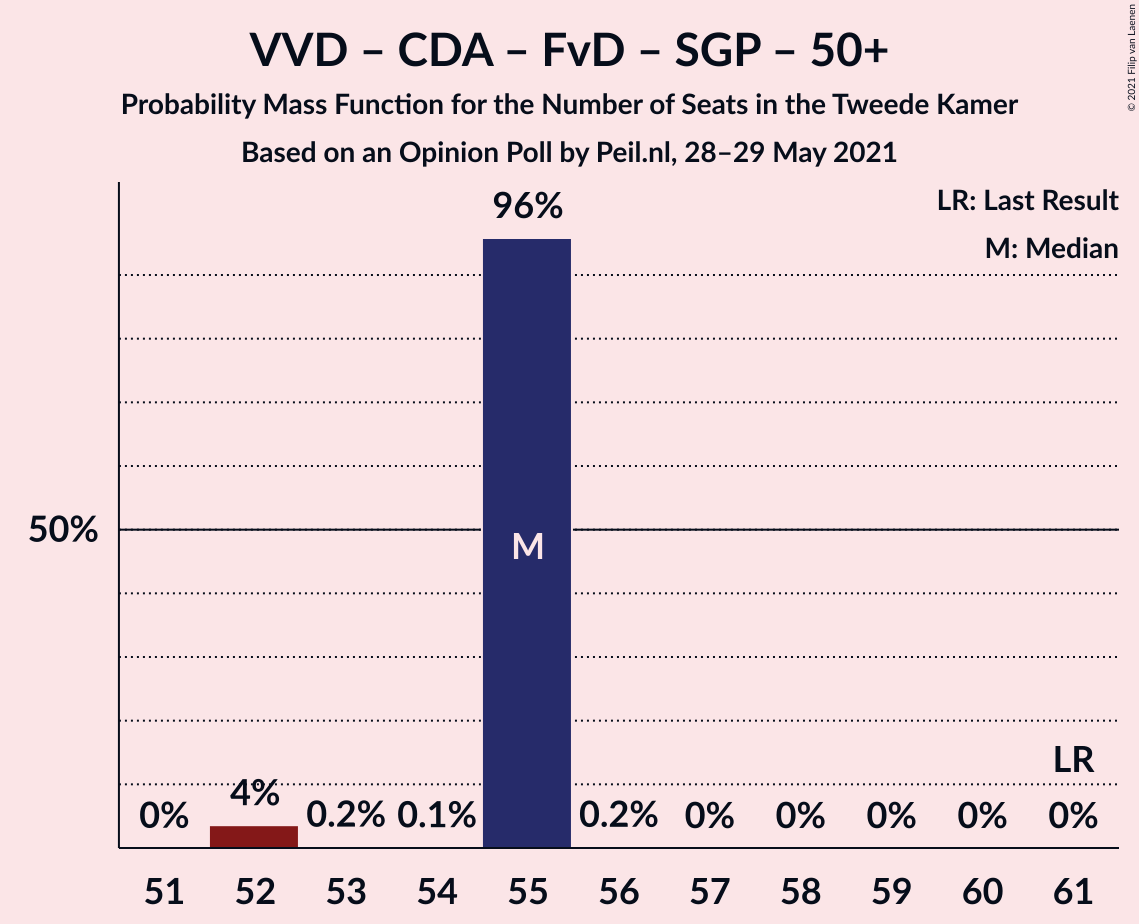 VVD – CDA – FvD – SGP – 50+
Probability Mass Function for the Number of Seats in the Tweede Kamer
Based on an Opinion Poll by Peil.nl, 28–29 May 2021
© 2021 Filip van Laenen
LR: Last Result
M: Median
96%
50%
M
LR
0% 4% 0.2% 0.1% 0.2% 0% 0% 0% 0% 0%
51 52 53 54 55 56 57 58 59 60 61